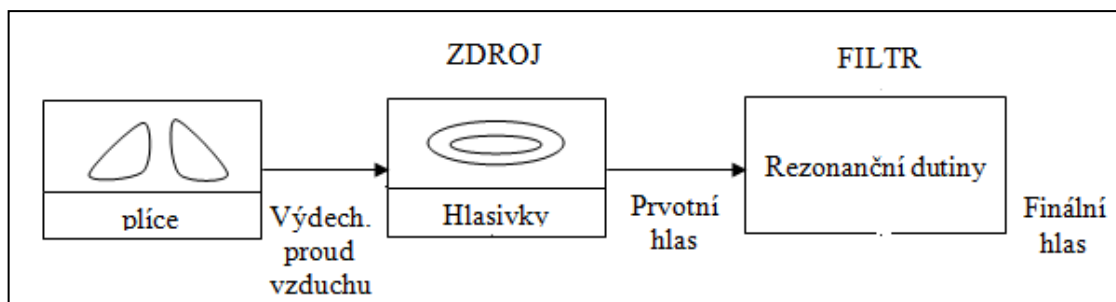 ZDROJ
FILTR
plíce
Výdech.
proud
vzduchu
Hlasivky
Prvotní
hlas
Rezonanční dutiny
Finální
hlas